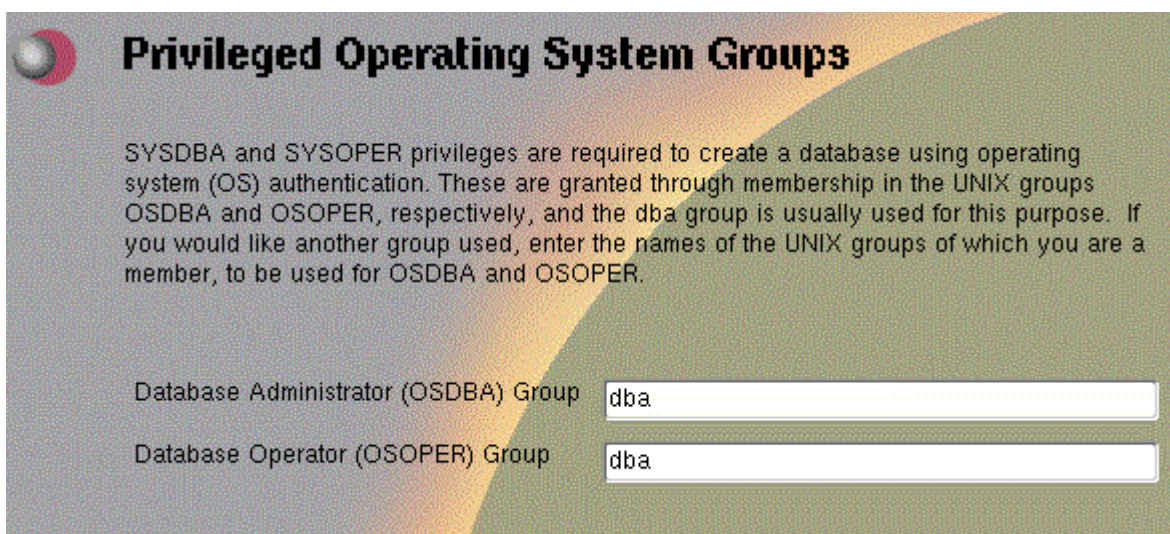 Privileged Operating System Groups
SYSDBA and SYSOPER privileges are required to create a database using operating
system (OS) authentication. These are granted through membership in the UNIX groups
OSDBA and OSOPER, respectively, and the dba group is usually used for this purpose. If
you would like another group used, enter the names of the UNIX groups of which you are a
member, to be used for OSDBA and OSOPER.
Database Administrator (OSDBA) Group dba
Database Operator (OSOPER) Group dba